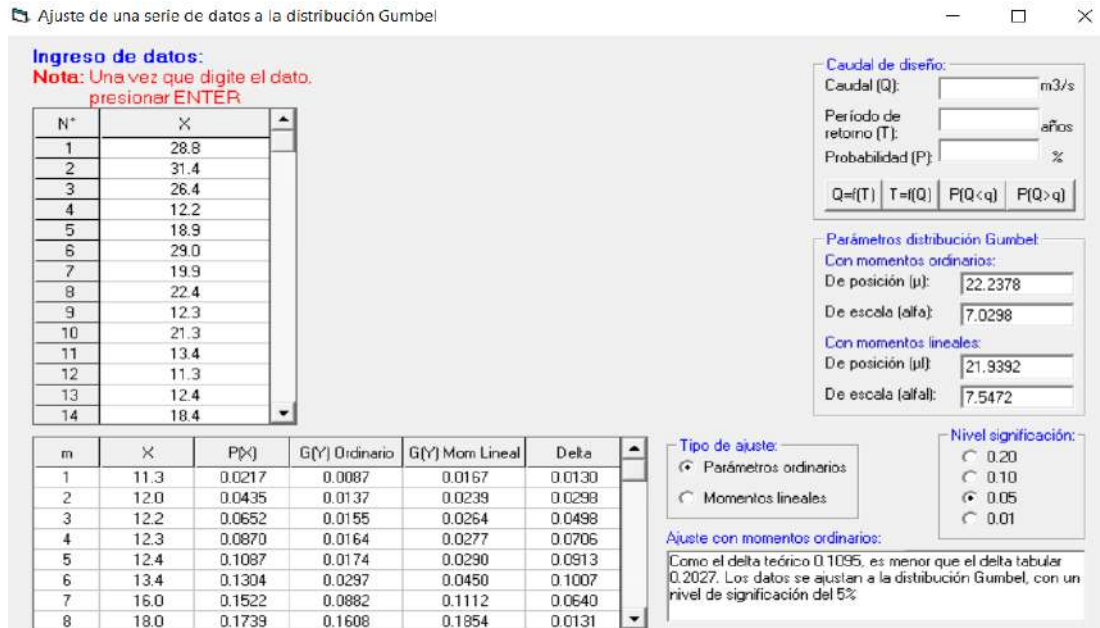 Ajuste de una serie de datos a la distribución Gumbel
Ingreso de datos:
Nota: Una vez que digite el dato,
presionar ENTER
N° X
1 28.8
2 31.4
3 26.4
4 12.2
5 18.9
6 29.0
7 19.9
8 22.4
9 12.3
10 21.3
11 13.4
12 11.3
13 12.4
14 18.4
Caudal de diseño:
Caudal (Q): m3/s
Período de
retorno (T): años
Probabilidad (P): %
Q=f(T) T=f(Q) P(Q<q) P(Q>q)
Parámetros distribución Gumbel:
Con momentos ordinarios:
De posición (μ): 22.2378
De escala (alfa): 7.0298
Con momentos lineales:
De posición (μl): 21.9392
De escala (alfal): 7.5472
m X P(X) G(Y) Ordinario G(Y) Mom Lineal Delta
1 11.3 0.0217 0.0087 0.0167 0.0130
2 12.0 0.0435 0.0137 0.0239 0.0298
3 12.2 0.0652 0.0155 0.0264 0.0498
4 12.3 0.0870 0.0164 0.0277 0.0706
5 12.4 0.1087 0.0174 0.0290 0.0913
6 13.4 0.1304 0.0297 0.0450 0.1007
7 16.0 0.1522 0.0882 0.1112 0.0640
8 18.0 0.1739 0.1608 0.1854 0.0131
Tipo de ajuste:
Parámetros ordinarios
Momentos lineales
Nivel significación:
0.20
0.10
0.05
0.01
Ajuste con momentos ordinarios:
Como el delta teórico 0.1095, es menor que el delta tabular
0.2027. Los datos se ajustan a la distribución Gumbel, con un
nivel de significación del 5%